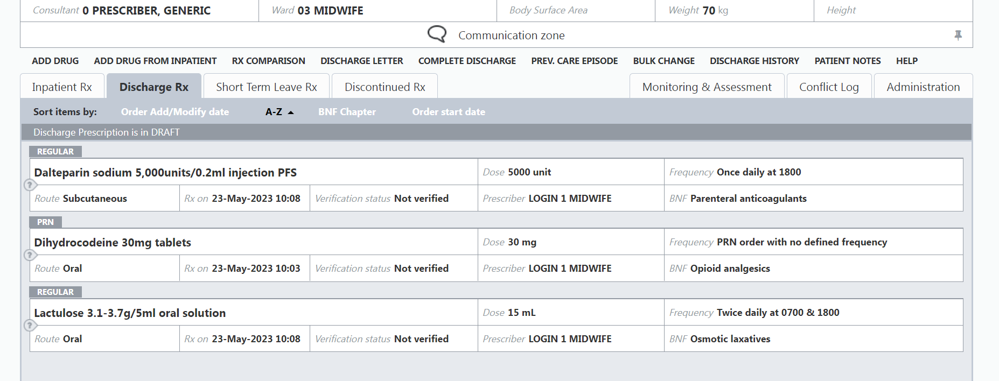 Consultant 0 PRESCRIBER, GENERIC Ward 03 MIDWIFE Body Surface Area Weight 70 kg Height
Communication zone
ADD DRUG ADD DRUG FROM INPATIENT RX COMPARISON DISCHARGE LETTER COMPLETE DISCHARGE PREV. CARE EPISODE BULK CHANGE DISCHARGE HISTORY PATIENT NOTES HELP
Inpatient Rx Discharge Rx Short Term Leave Rx Discontinued Rx Monitoring & Assessment Conflict Log Administration
Sort items by: Order Add/Modify date A-Z BNF Chapter Order start date
Discharge Prescription is in DRAFT
REGULAR
Dalteparin sodium 5,000units/0.2ml injection PFS Dose 5000 unit Frequency Once daily at 1800
?
Route Subcutaneous Rx on 23-May-2023 10:08 Verification status Not verified Prescriber LOGIN 1 MIDWIFE BNF Parenteral anticoagulants
PRN
Dihydrocodeine 30mg tablets Dose 30 mg Frequency PRN order with no defined frequency
?
Route Oral Rx on 23-May-2023 10:03 Verification status Not verified Prescriber LOGIN 1 MIDWIFE BNF Opioid analgesics
REGULAR
Lactulose 3.1-3.7g/5ml oral solution Dose 15 mL Frequency Twice daily at 0700 & 1800
?
Route Oral Rx on 23-May-2023 10:08 Verification status Not verified Prescriber LOGIN 1 MIDWIFE BNF Osmotic laxatives